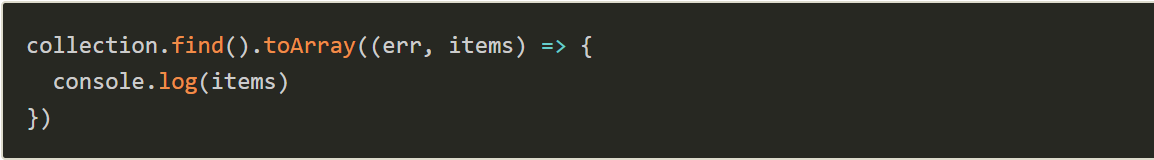 collection.find().toArray((err, items) => {
  console.log(items)
})